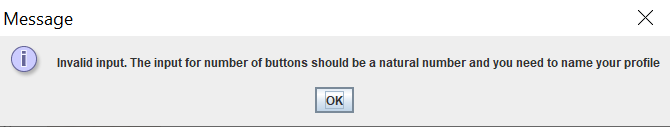 Message
Invalid input. The input for number of buttons should be a natural number and you need to name your profile
OK